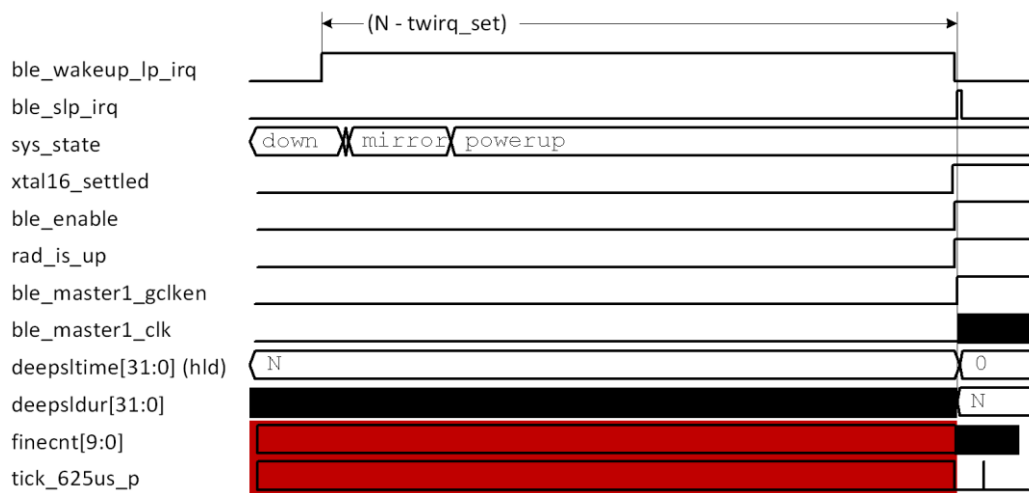 (N - twirq_set)
ble_wakeup_lp_irq
ble_slp_irq
sys_state down mirror powerup
xtal16_settled
ble_enable
rad_is_up
ble_master1_gclken
ble_master1_clk
deepsltime[31:0] (hld) N 0
deepsldur[31:0] N
finecnt[9:0]
tick_625us_p